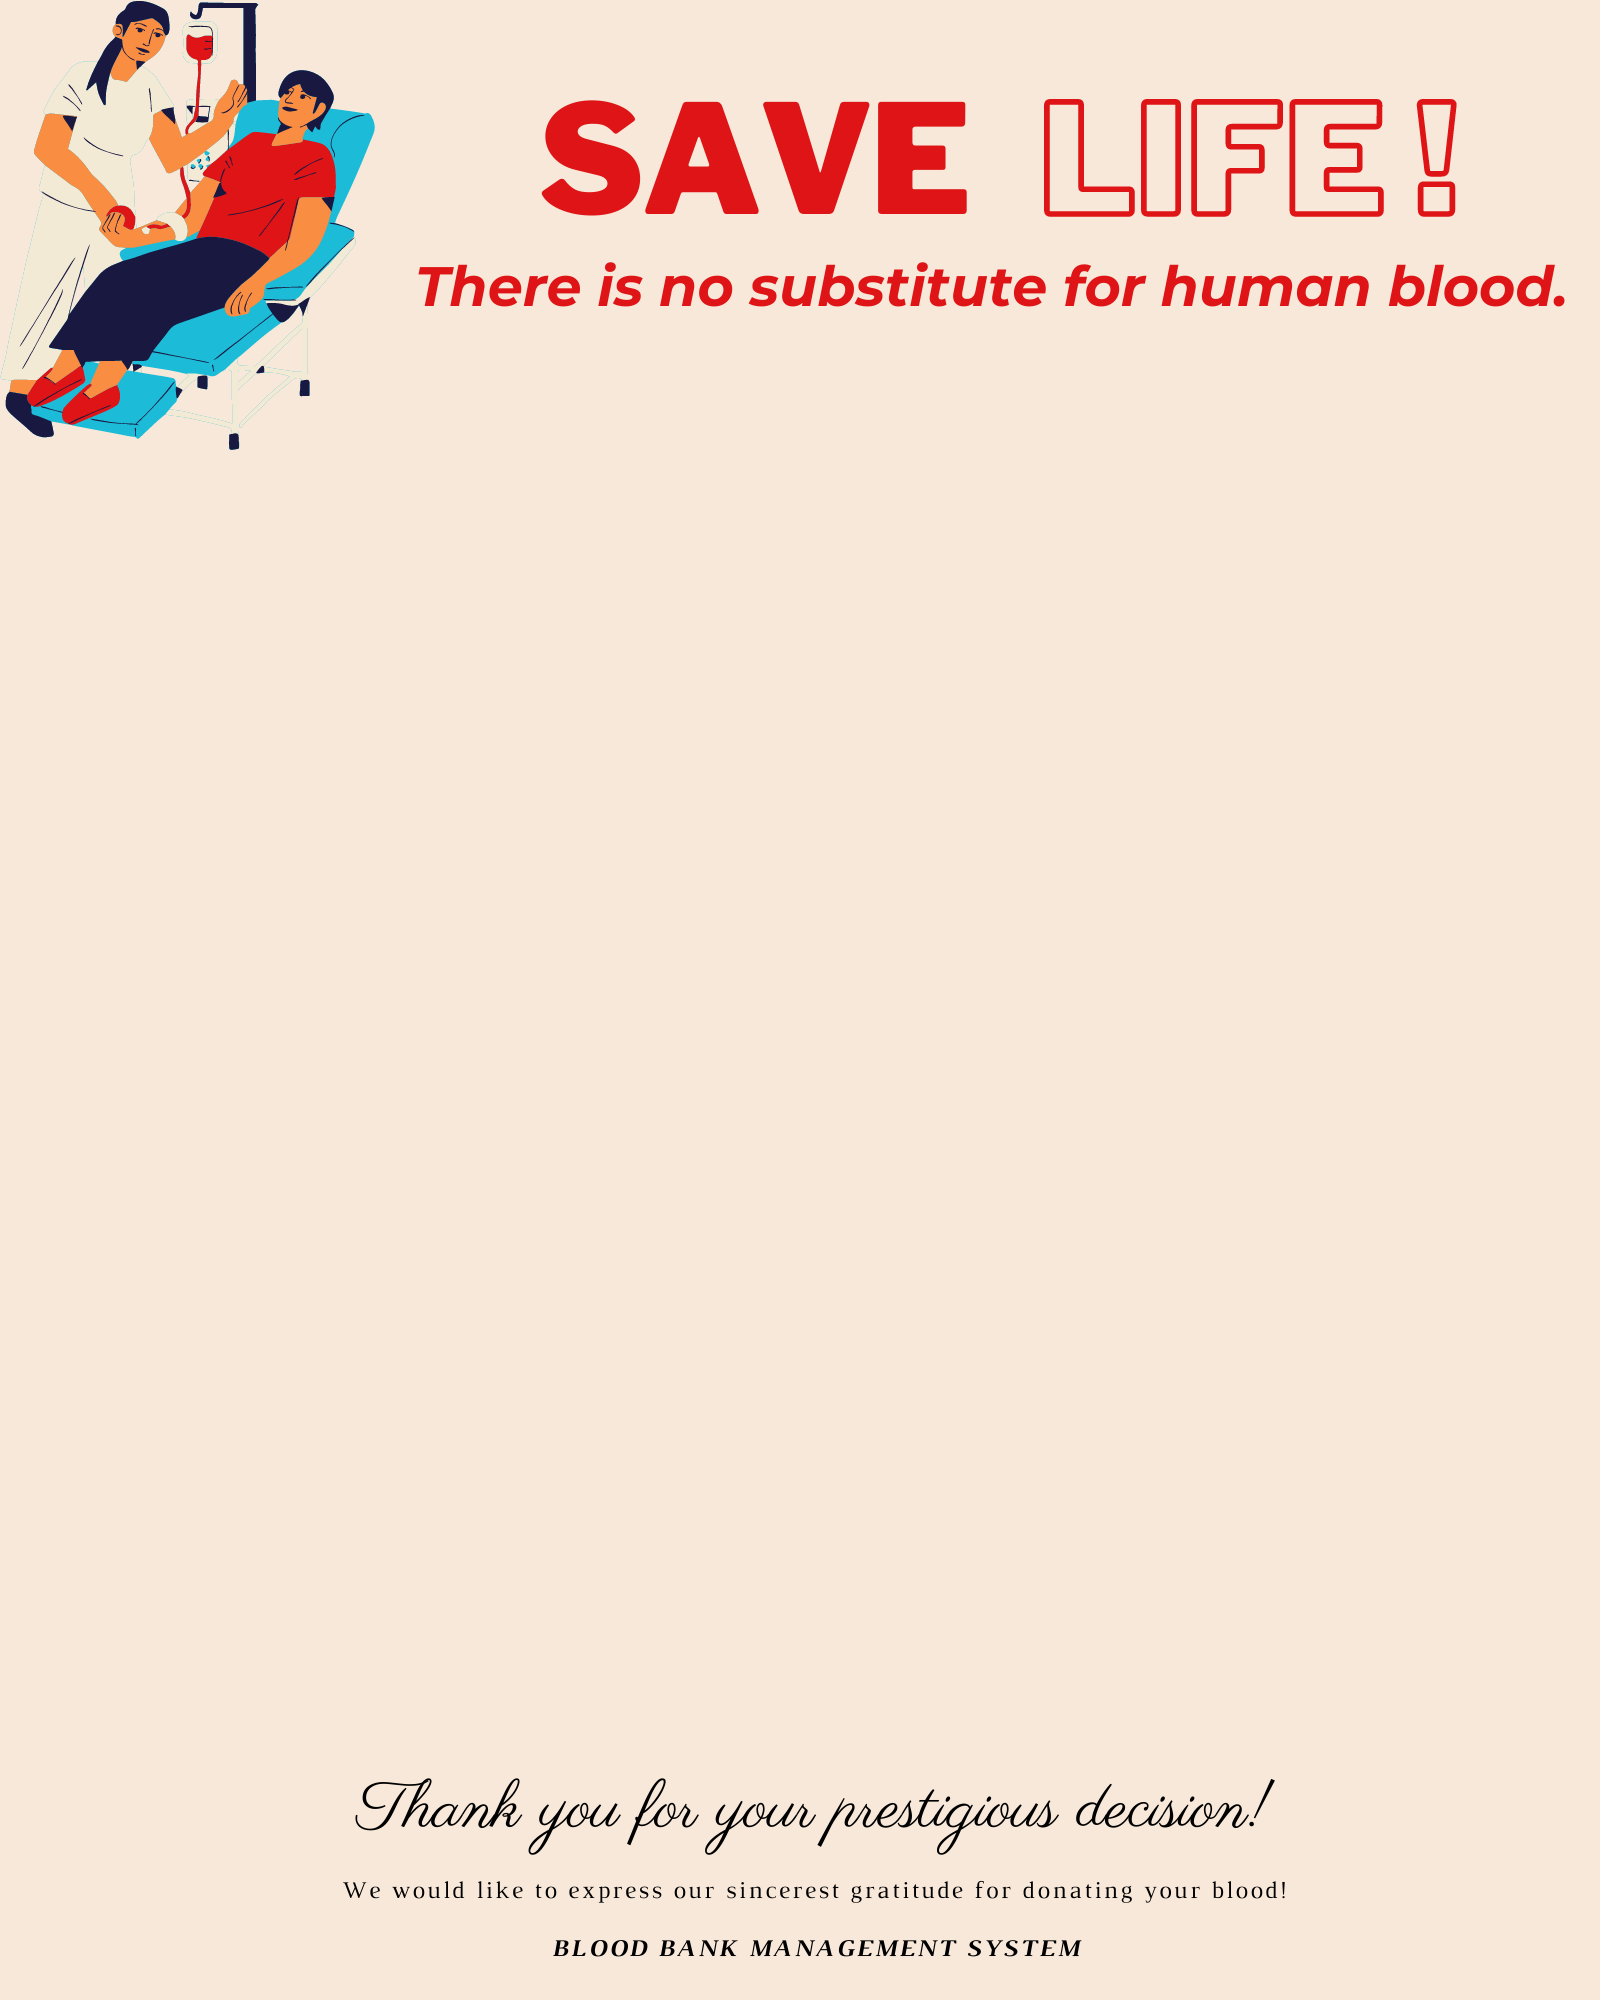 SAVE LIFE!
There is no substitute for human blood.
Thank you for your prestigious decision!
We would like to express our sincerest gratitude for donating your blood!
BLOOD BANK MANAGEMENT SYSTEM